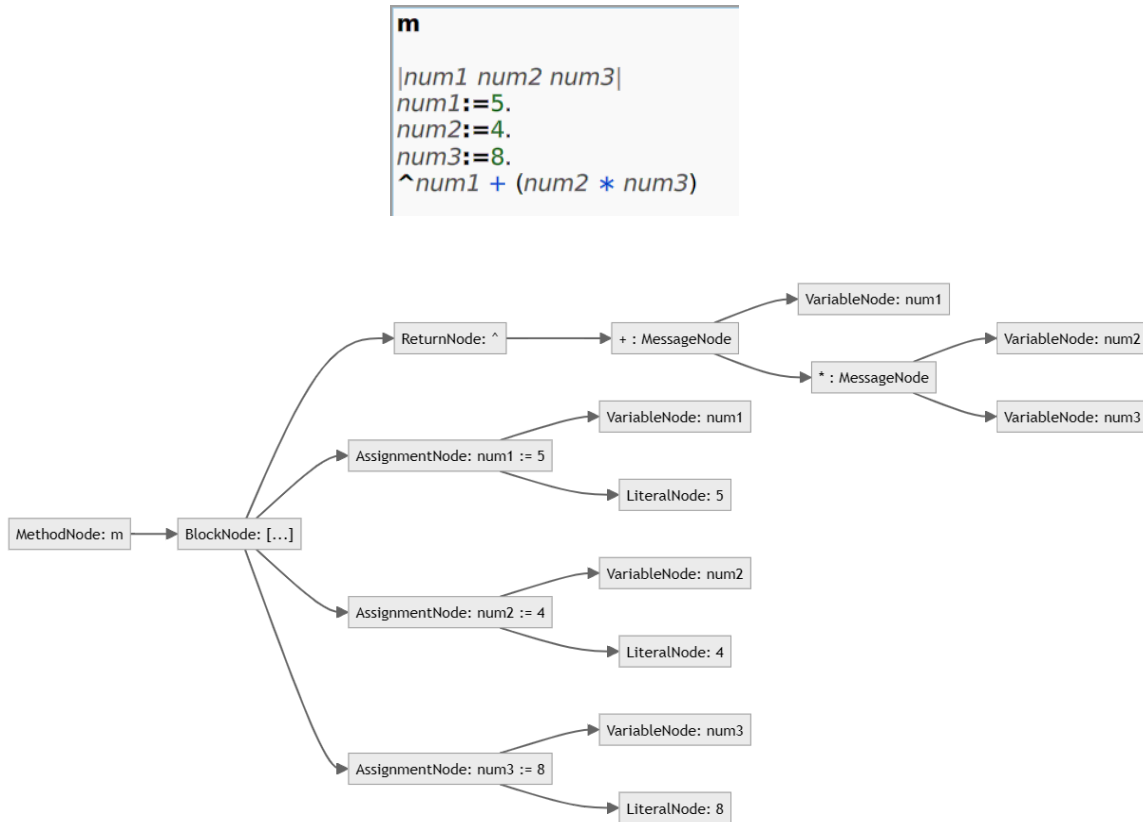 m
|num1 num2 num3|
num1:=5.
num2:=4.
num3:=8.
^num1 + (num2 * num3)
VariableNode: num1
ReturnNode: ^
+ : MessageNode
VariableNode: num2
* : MessageNode
VariableNode: num1
VariableNode: num3
AssignmentNode: num1 := 5
LiteralNode: 5
MethodNode: m
BlockNode: [...]
VariableNode: num2
AssignmentNode: num2 := 4
LiteralNode: 4
VariableNode: num3
AssignmentNode: num3 := 8
LiteralNode: 8